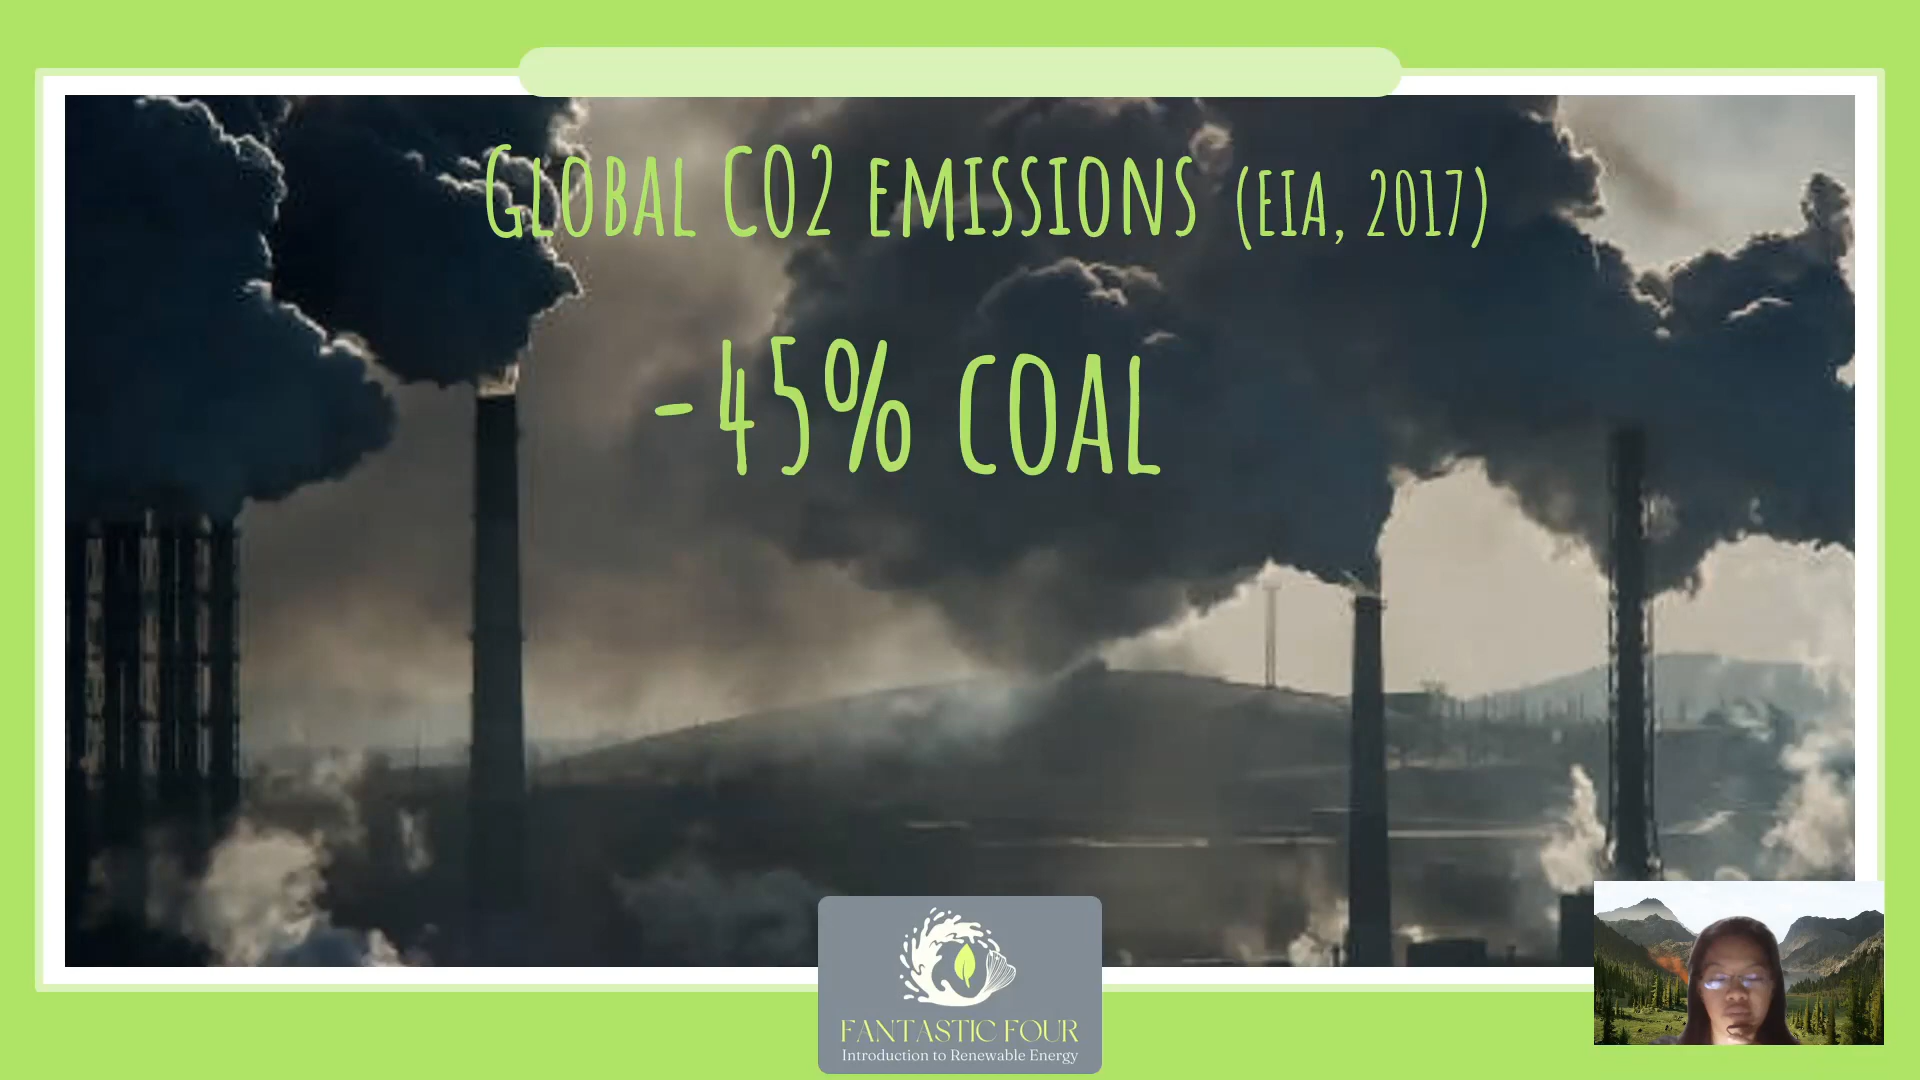 Global CO2 emissions (EIA, 2017)
-45% coal
FANTASTIC FOUR
Introduction to Renewable Energy